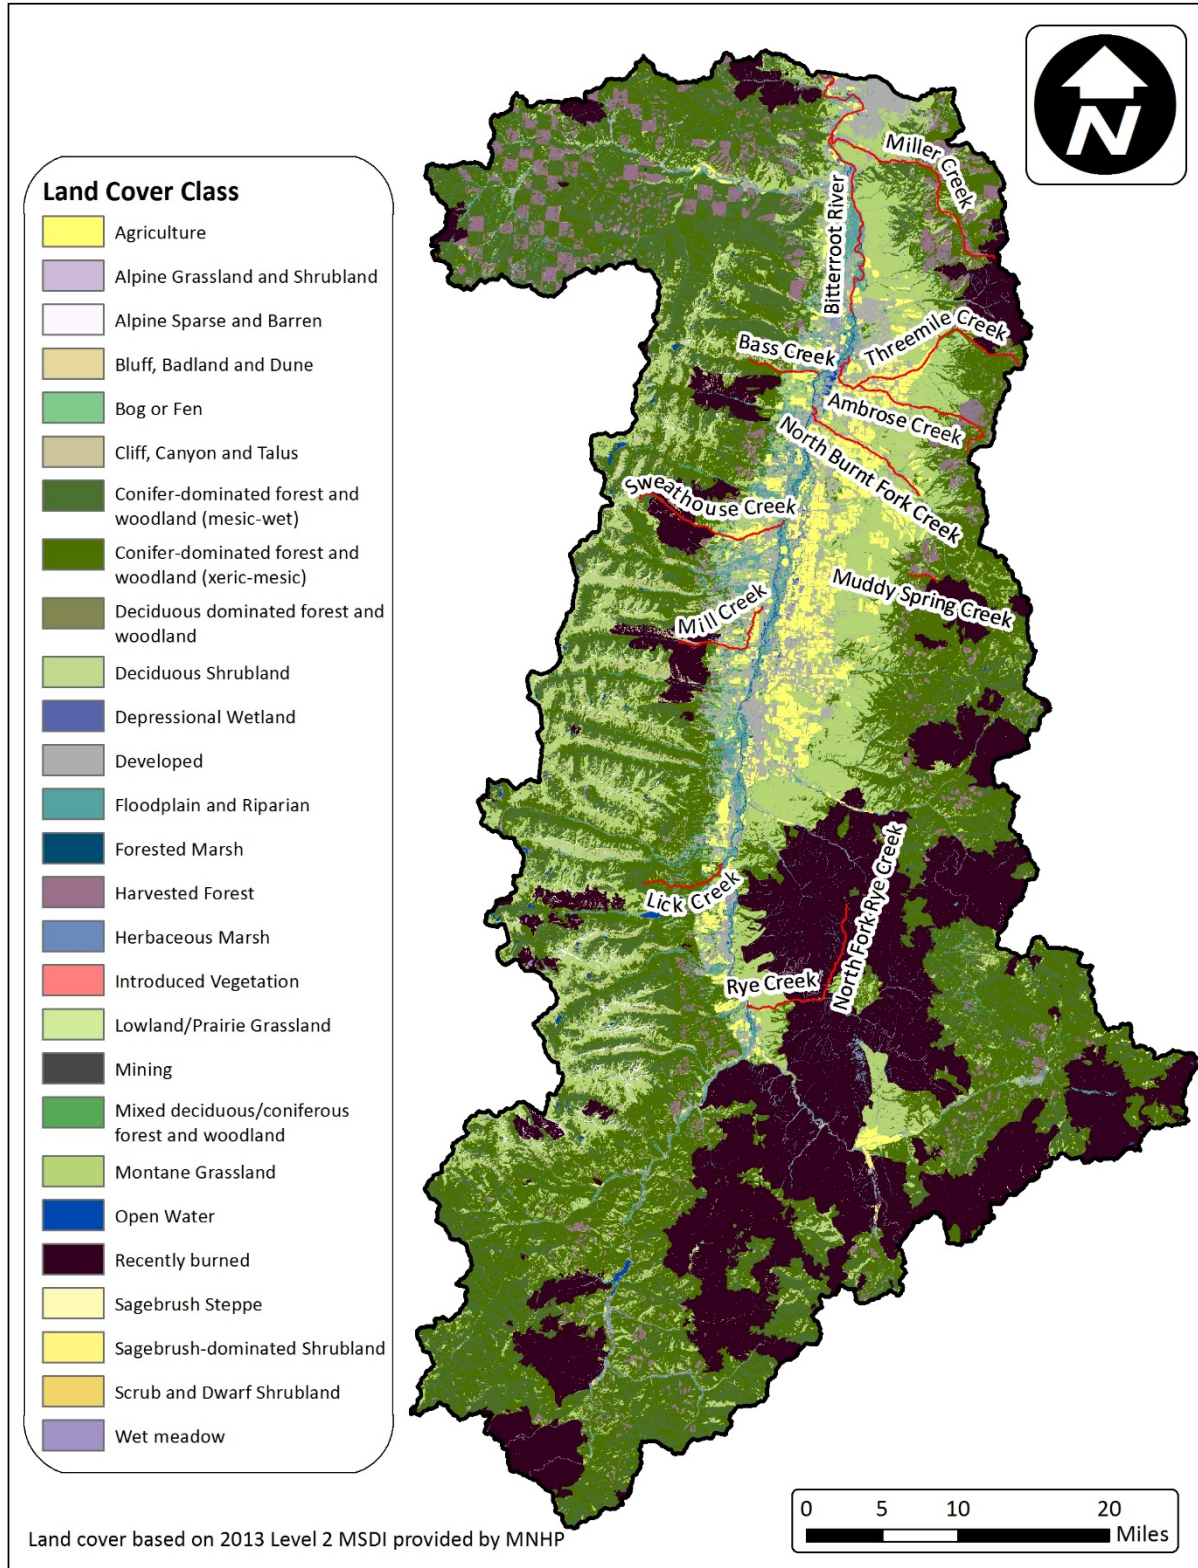 N
Land Cover Class
Agriculture
Alpine Grassland and Shrubland
Alpine Sparse and Barren
Bluff, Badland and Dune
Bog or Fen
Cliff, Canyon and Talus
Conifer-dominated forest and
woodland (mesic-wet)
Conifer-dominated forest and
woodland (xeric-mesic)
Deciduous dominated forest and
woodland
Deciduous Shrubland
Depressional Wetland
Developed
Floodplain and Riparian
Forested Marsh
Harvested Forest
Herbaceous Marsh
Introduced Vegetation
Lowland/Prairie Grassland
Mining
Mixed deciduous/coniferous
forest and woodland
Montane Grassland
Open Water
Recently burned
Sagebrush Steppe
Sagebrush-dominated Shrubland
Scrub and Dwarf Shrubland
Wet meadow
Miller Creek
Bitterroot River
Threemile Creek
Bass Creek
Ambrose Creek
North Burnt Fork Creek
Sweathouse Creek
Muddy Spring Creek
Mill Creek
Lick Creek
North Fork Rye Creek
Rye Creek
0 5 10 20
Miles
Land cover based on 2013 Level 2 MSDI provided by MNHP